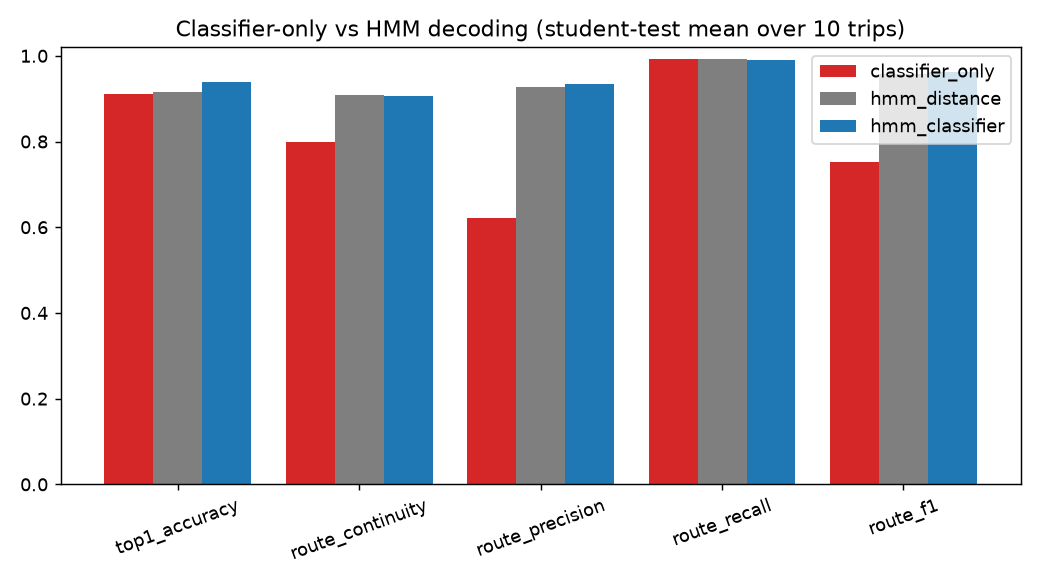 Classifier-only vs HMM decoding (student-test mean over 10 trips)
1.0
0.8
0.6
0.4
0.2
0.0
classifier_only
hmm_distance
hmm_classifier
top1_accuracy
route_continuity
route_precision
route_recall
route_f1